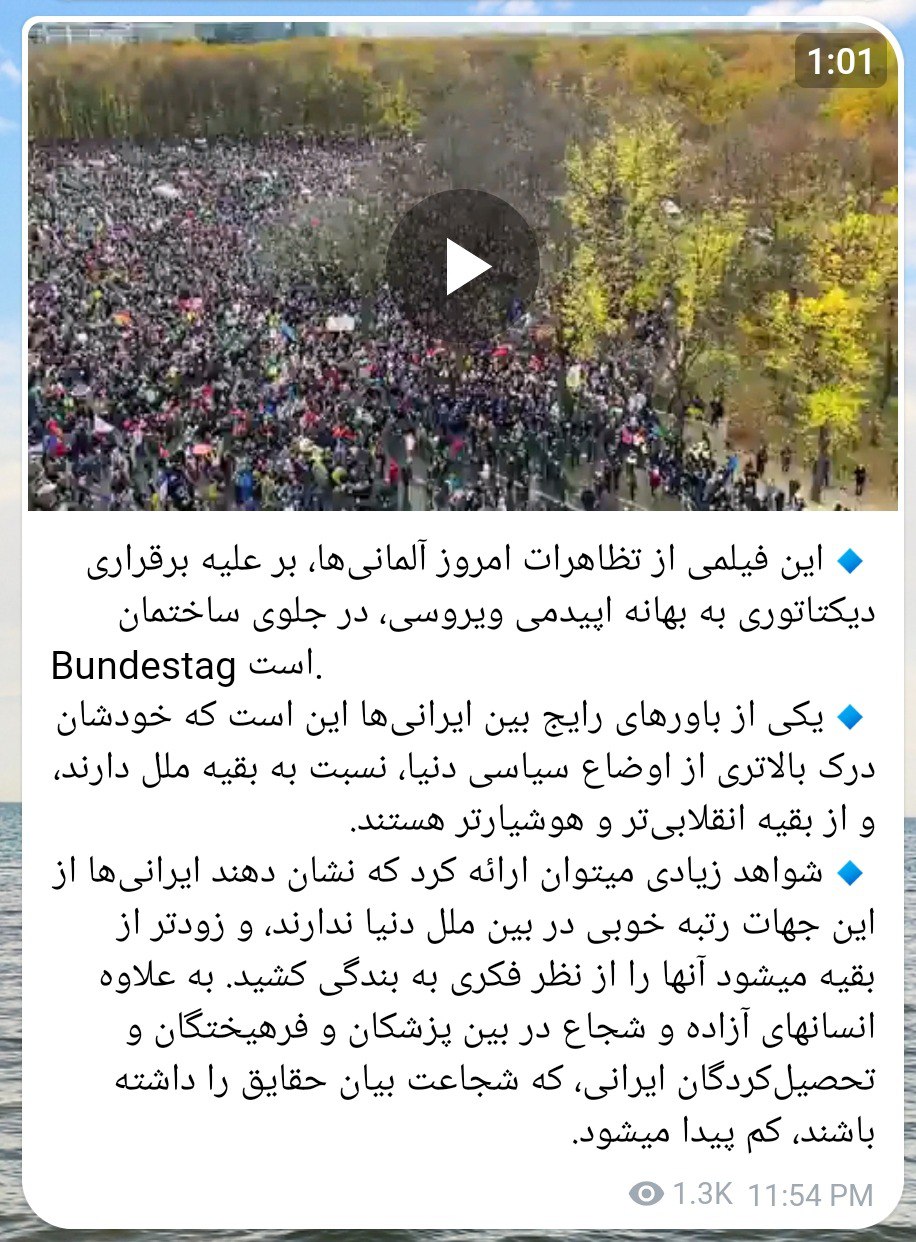 1:01
🔹 این فیلمی از تظاهرات امروز آلمانی‌ها، بر علیه برقراری
دیکتاتوری به بهانه اپیدمی ویروسی، در جلوی ساختمان
Bundestag است.
🔹 یکی از باورهای رایج بین ایرانی‌ها این است که خودشان
درک بالاتری از اوضاع سیاسی دنیا، نسبت به بقیه ملل دارند،
و از بقیه انقلابی‌تر و هوشیارتر هستند.
🔹 شواهد زیادی میتوان ارائه کرد که نشان دهند ایرانی‌ها از
این جهات رتبه خوبی در بین ملل دنیا ندارند، و زودتر از
بقیه میشود آنها را از نظر فکری به بندگی کشید. به علاوه
انسانهای آزاده و شجاع در بین پزشکان و فرهیختگان و
تحصیل‌کردگان ایرانی، که شجاعت بیان حقایق را داشته
باشند، کم پیدا میشود.
1.3K 11:54 PM